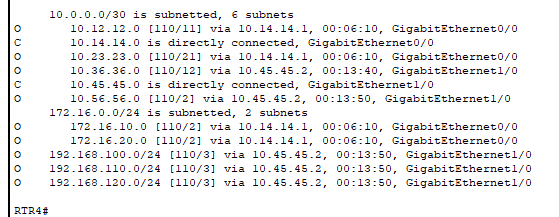 10.0.0.0/30 is subnetted, 6 subnets
O 10.12.12.0 [110/11] via 10.14.14.1, 00:06:10, GigabitEthernet0/0
C 10.14.14.0 is directly connected, GigabitEthernet0/0
O 10.23.23.0 [110/21] via 10.14.14.1, 00:06:10, GigabitEthernet0/0
O 10.36.36.0 [110/12] via 10.45.45.2, 00:13:40, GigabitEthernet1/0
C 10.45.45.0 is directly connected, GigabitEthernet1/0
O 10.56.56.0 [110/2] via 10.45.45.2, 00:13:50, GigabitEthernet1/0
172.16.0.0/24 is subnetted, 2 subnets
O 172.16.10.0 [110/2] via 10.14.14.1, 00:06:10, GigabitEthernet0/0
O 172.16.20.0 [110/2] via 10.14.14.1, 00:06:10, GigabitEthernet0/0
O 192.168.100.0/24 [110/3] via 10.45.45.2, 00:13:50, GigabitEthernet1/0
O 192.168.110.0/24 [110/3] via 10.45.45.2, 00:13:50, GigabitEthernet1/0
O 192.168.120.0/24 [110/3] via 10.45.45.2, 00:13:50, GigabitEthernet1/0
RTR4#